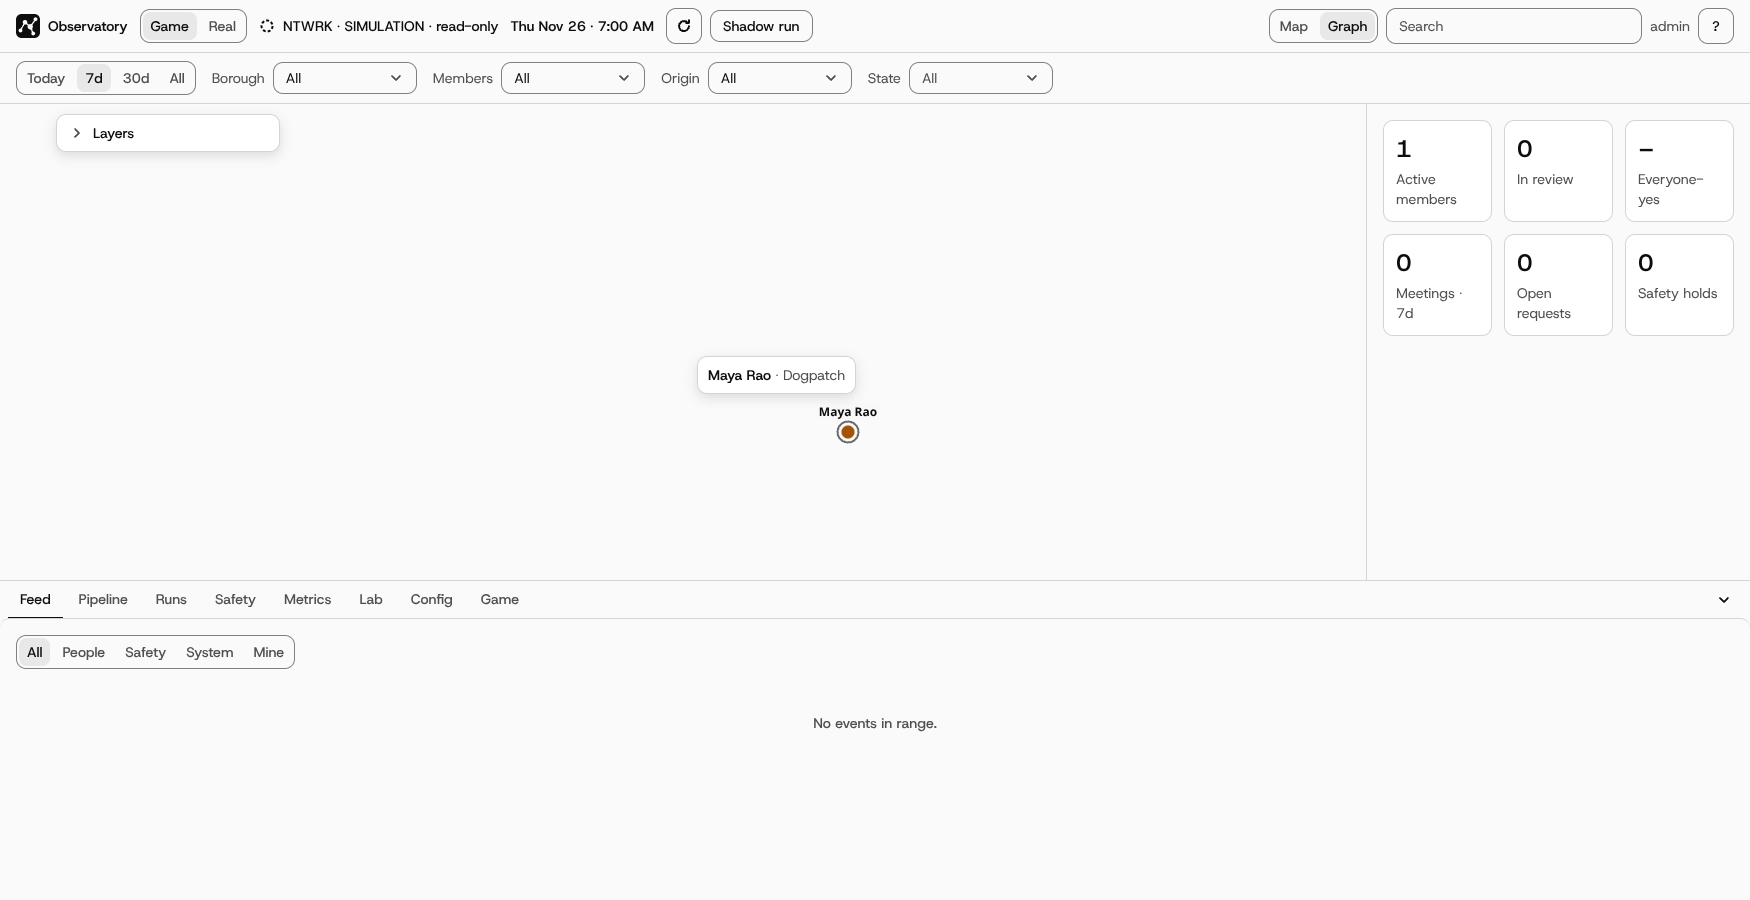 Observatory Game Real NTWRK · SIMULATION · read-only Thu Nov 26 · 7:00 AM Shadow run Map Graph Search admin ?
Today 7d 30d All Borough All Members All Origin All State All
Layers
1
Active
members
0
In review
–
Everyone-
yes
0
Meetings ·
7d
0
Open
requests
0
Safety holds
Maya Rao · Dogpatch
Maya Rao
Feed Pipeline Runs Safety Metrics Lab Config Game
All People Safety System Mine
No events in range.